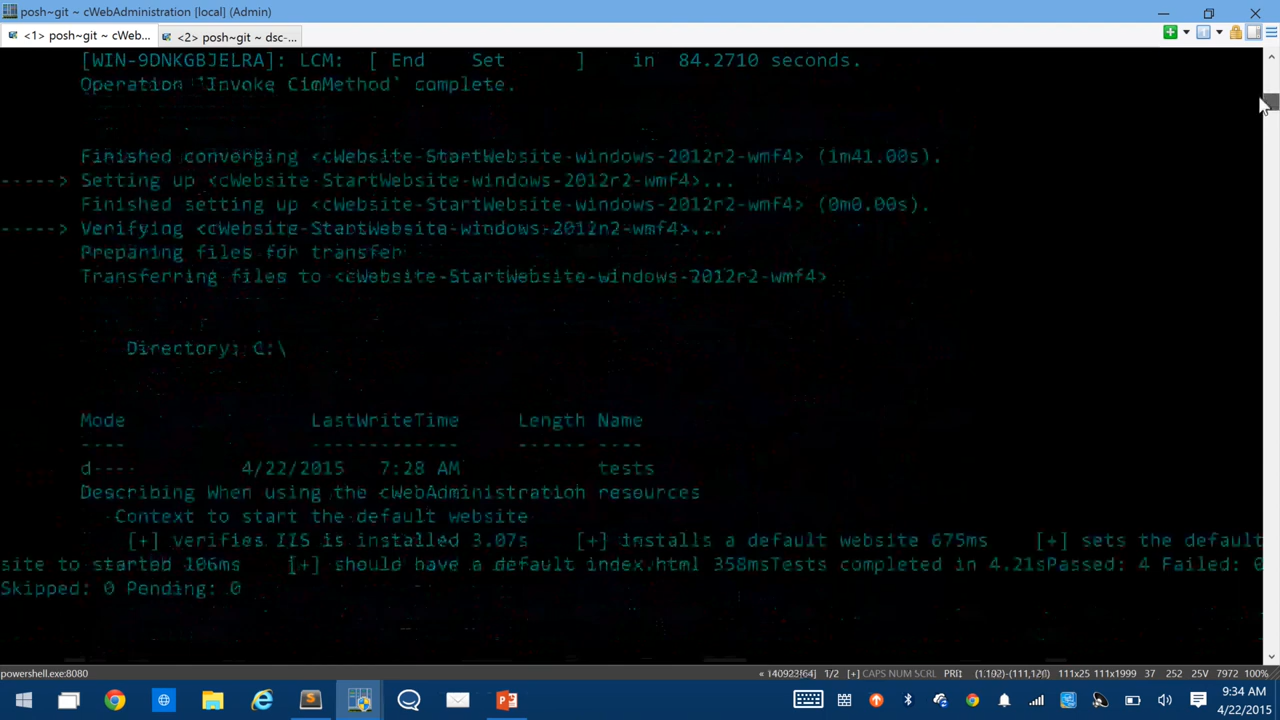 posh~git ~ cWebAdministration [local] (Admin)
<1> posh~git ~ cWeb...
<2> posh~git ~ dsc-...
[WIN-9DNKGBJELRA]: LCM:  [ End    Set      ]    in  84.2710 seconds.
Operation `Invoke CimMethod` complete.
Finished converging <cWebsite-StartWebsite-windows-2012r2-wmf4> (1m41.00s).
-----> Setting up <cWebsite-StartWebsite-windows-2012r2-wmf4>...
Finished setting up <cWebsite-StartWebsite-windows-2012r2-wmf4> (0m0.00s).
-----> Verifying <cWebsite-StartWebsite-windows-2012r2-wmf4>...
Preparing files for transfer
Transferring files to <cWebsite-StartWebsite-windows-2012r2-wmf4>
Directory: C:\
Mode                LastWriteTime     Length Name
----                -------------     ------ ----
d----         4/22/2015   7:28 AM            tests
Describing When using the cWebAdministration resources
Context to start the default website
[+] verifies IIS is installed 3.07s    [+] installs a default website 675ms    [+] sets the default
site to started 106ms    [+] should have a default index.html 358msTests completed in 4.21sPassed: 4 Failed: 0
Skipped: 0 Pending: 0
powershell.exe:8080
« 140923[64] 1/2 [+] CAPS NUM SCRL PRI: (1,102)-(111,126) 111x25 111x1999 37 252 25V 7972 100%
9:34 AM
4/22/2015